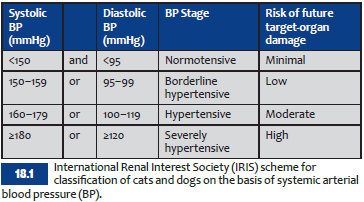 Systolic BP (mmHg) Diastolic BP (mmHg) BP Stage Risk of future target-organ damage
<150 and <95 Normotensive Minimal
150–159 or 95–99 Borderline hypertensive Low
160–179 or 100–119 Hypertensive Moderate
≥180 or ≥120 Severely hypertensive High
18.1 International Renal Interest Society (IRIS) scheme for
classification of cats and dogs on the basis of systemic arterial
blood pressure (BP).